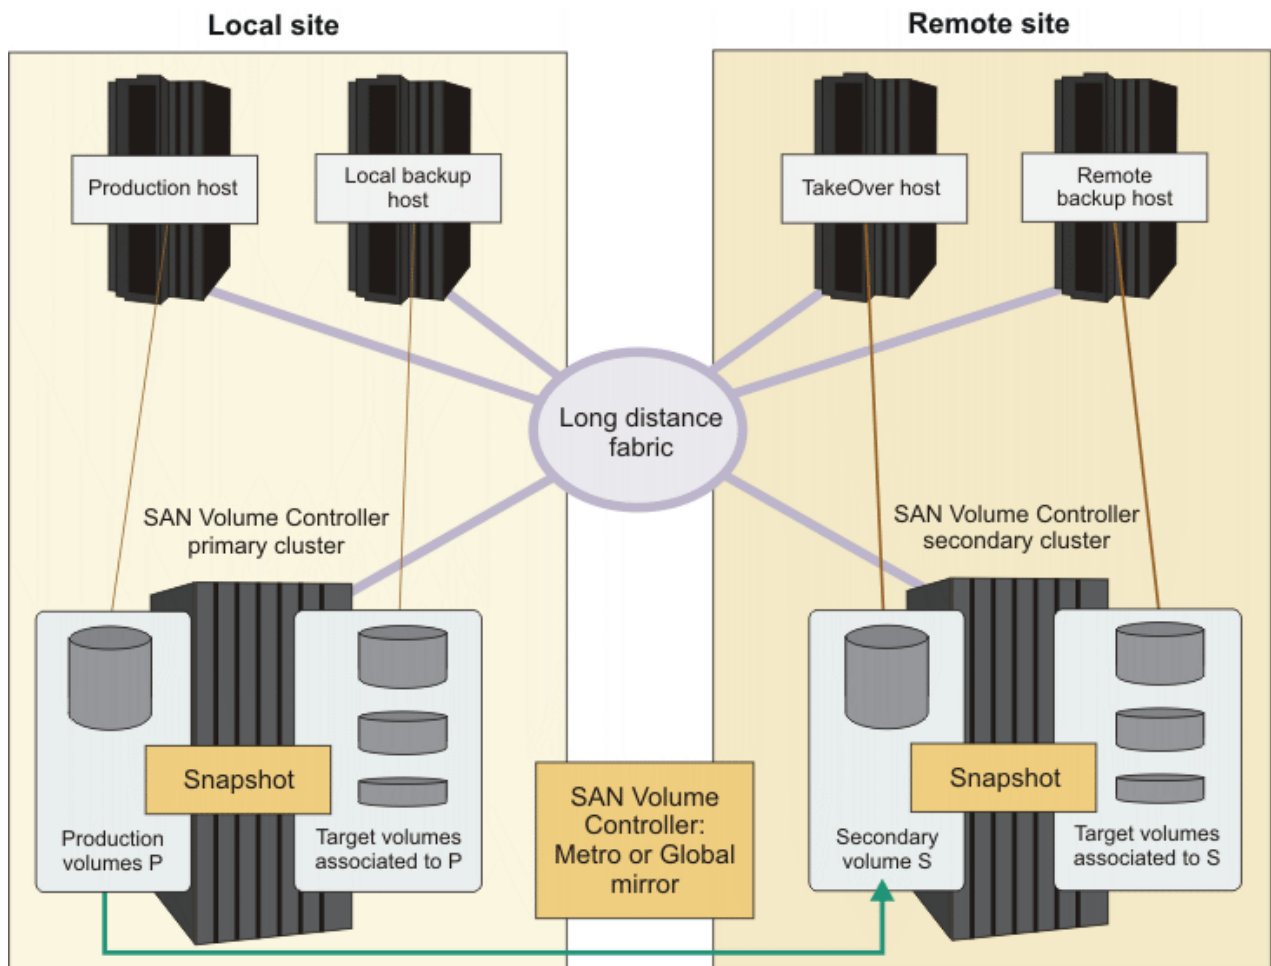 Local site
Remote site
Production host
Local backup
host
TakeOver host
Remote
backup host
Long distance
fabric
SAN Volume Controller
primary cluster
SAN Volume Controller
secondary cluster
Snapshot
Production
volumes P
Target volumes
associated to P
SAN Volume
Controller:
Metro or Global
mirror
Snapshot
Secondary
volume S
Target volumes
associated to S